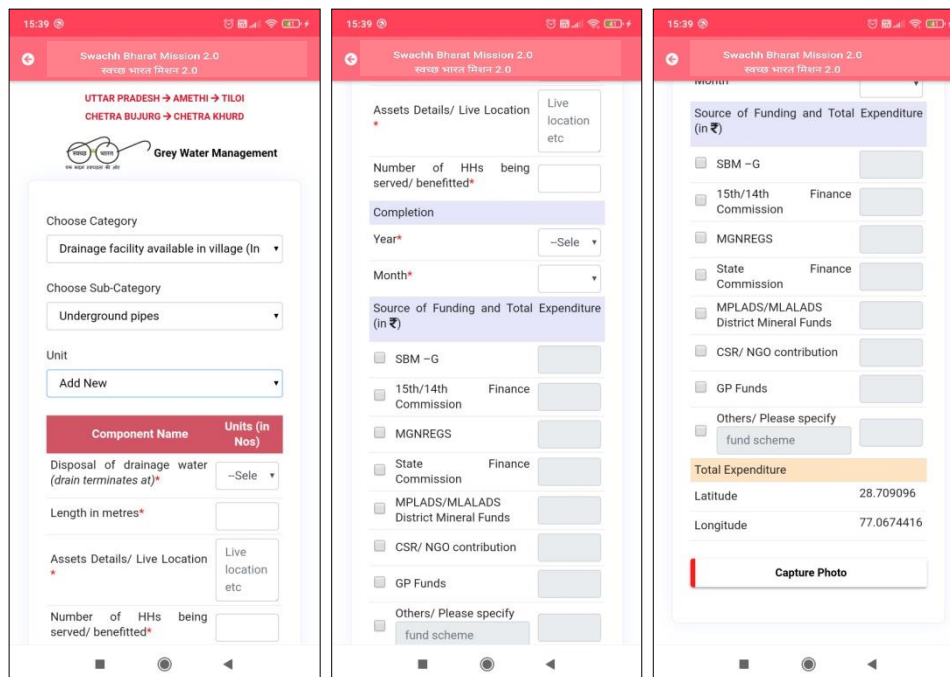 15:39
Swachh Bharat Mission 2.0
स्वच्छ भारत मिशन 2.0
UTTAR PRADESH → AMETHI → TILOI
CHETRA BUJURG → CHETRA KHURD
स्वच्छ भारत
एक कदम स्वच्छता की ओर
Grey Water Management
Choose Category
Drainage facility available in village (In
Choose Sub-Category
Underground pipes
Unit
Add New
Component Name
Units (in
Nos)
Disposal of drainage water
(drain terminates at)*
--Sele
Length in metres*
Assets Details/ Live Location
*
Live
location
etc
Number of HHs being
served/ benefitted*
15:39
Swachh Bharat Mission 2.0
स्वच्छ भारत मिशन 2.0
Assets Details/ Live Location
*
Live
location
etc
Number of HHs being
served/ benefitted*
Completion
Year*
--Sele
Month*
Source of Funding and Total Expenditure
(in ₹)
SBM –G
15th/14th Finance
Commission
MGNREGS
State Finance
Commission
MPLADS/MLALADS
District Mineral Funds
CSR/ NGO contribution
GP Funds
Others/ Please specify
fund scheme
15:39
Swachh Bharat Mission 2.0
स्वच्छ भारत मिशन 2.0
Month
Source of Funding and Total Expenditure
(in ₹)
SBM –G
15th/14th Finance
Commission
MGNREGS
State Finance
Commission
MPLADS/MLALADS
District Mineral Funds
CSR/ NGO contribution
GP Funds
Others/ Please specify
fund scheme
Total Expenditure
Latitude 28.709096
Longitude 77.0674416
Capture Photo